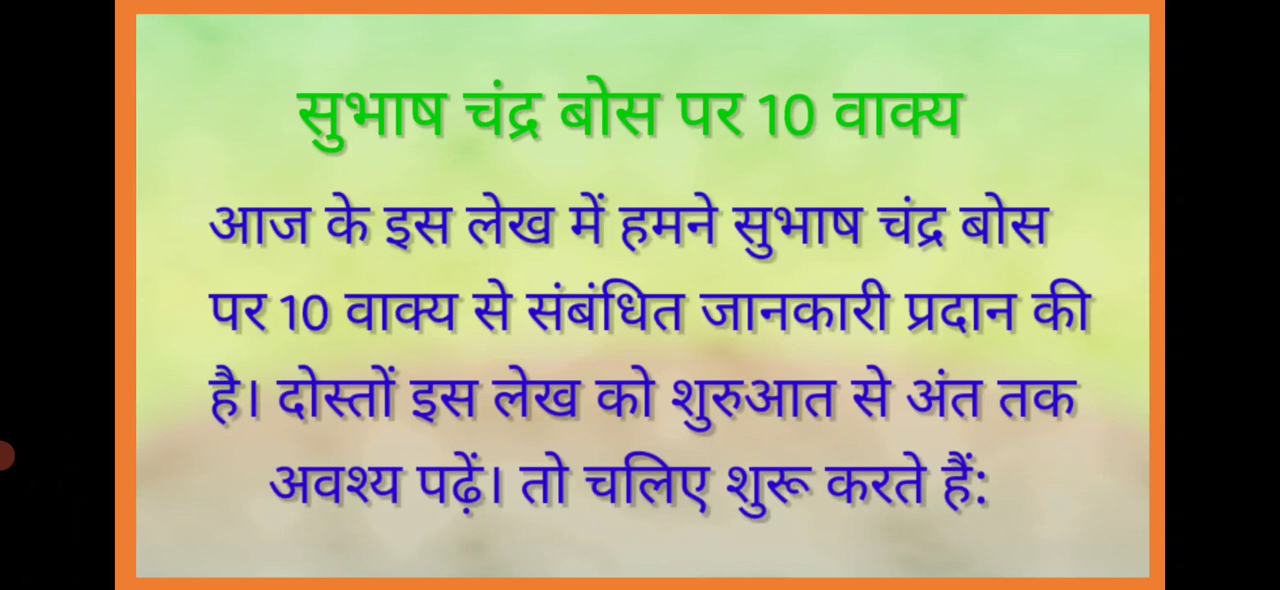 सुभाष चंद्र बोस पर 10 वाक्य
आज के इस लेख में हमने सुभाष चंद्र बोस
पर 10 वाक्य से संबंधित जानकारी प्रदान की
है। दोस्तों इस लेख को शुरुआत से अंत तक
अवश्य पढ़ें। तो चलिए शुरू करते हैं: